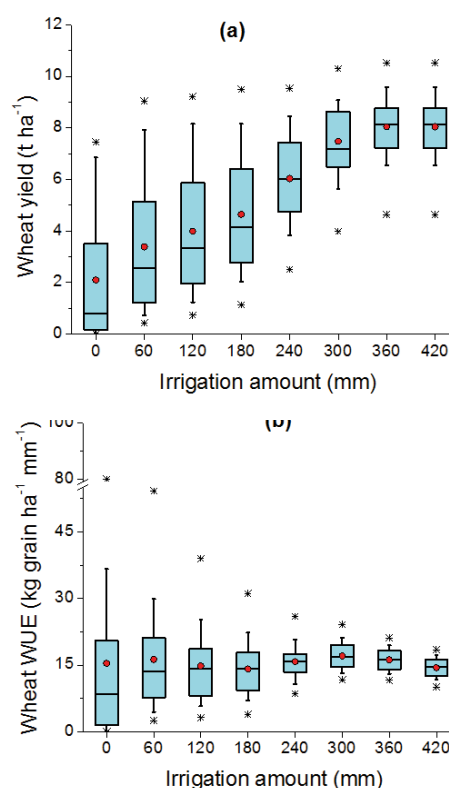 (a)
12
10
8
6
4
2
0
Wheat yield (t ha⁻¹)
0 60 120 180 240 300 360 420
Irrigation amount (mm)
(b)
100
80
45
30
15
0
Wheat WUE (kg grain ha⁻¹ mm⁻¹)
0 60 120 180 240 300 360 420
Irrigation amount (mm)